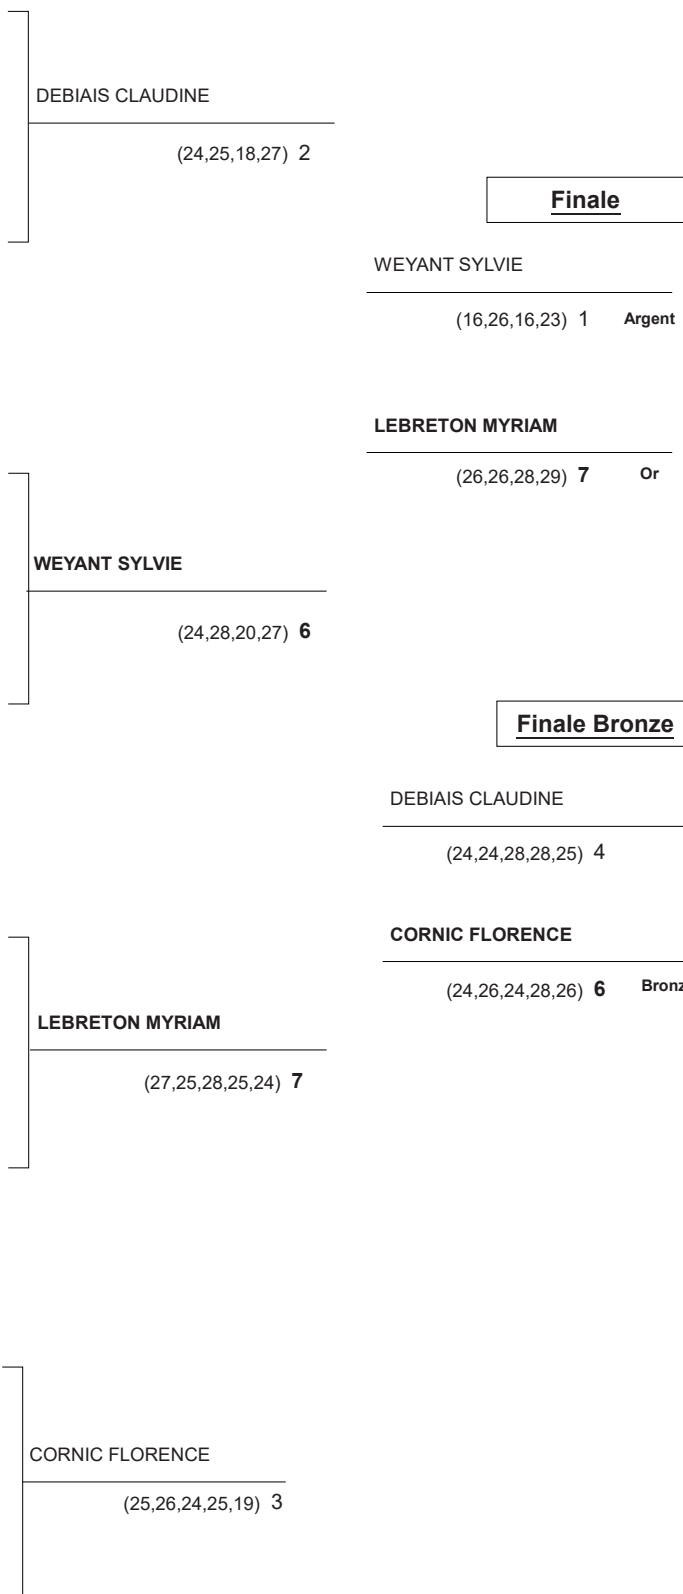 DEBIAIS CLAUDINE
(24,25,18,27) 2
Finale
WEYANT SYLVIE
(16,26,16,23) 1 Argent
LEBRETON MYRIAM
(26,26,28,29) 7 Or
WEYANT SYLVIE
(24,28,20,27) 6
Finale Bronze
DEBIAIS CLAUDINE
(24,24,28,28,25) 4
CORNIC FLORENCE
(24,26,24,28,26) 6 Bronz
LEBRETON MYRIAM
(27,25,28,25,24) 7
CORNIC FLORENCE
(25,26,24,25,19) 3